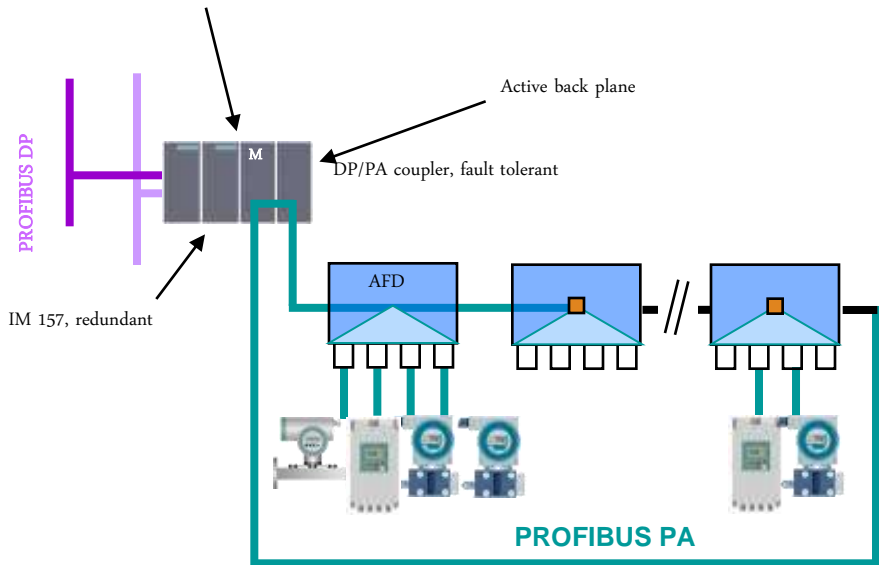 Active back plane
PROFIBUS DP
M
DP/PA coupler, fault tolerant
AFD
IM 157, redundant
PROFIBUS PA